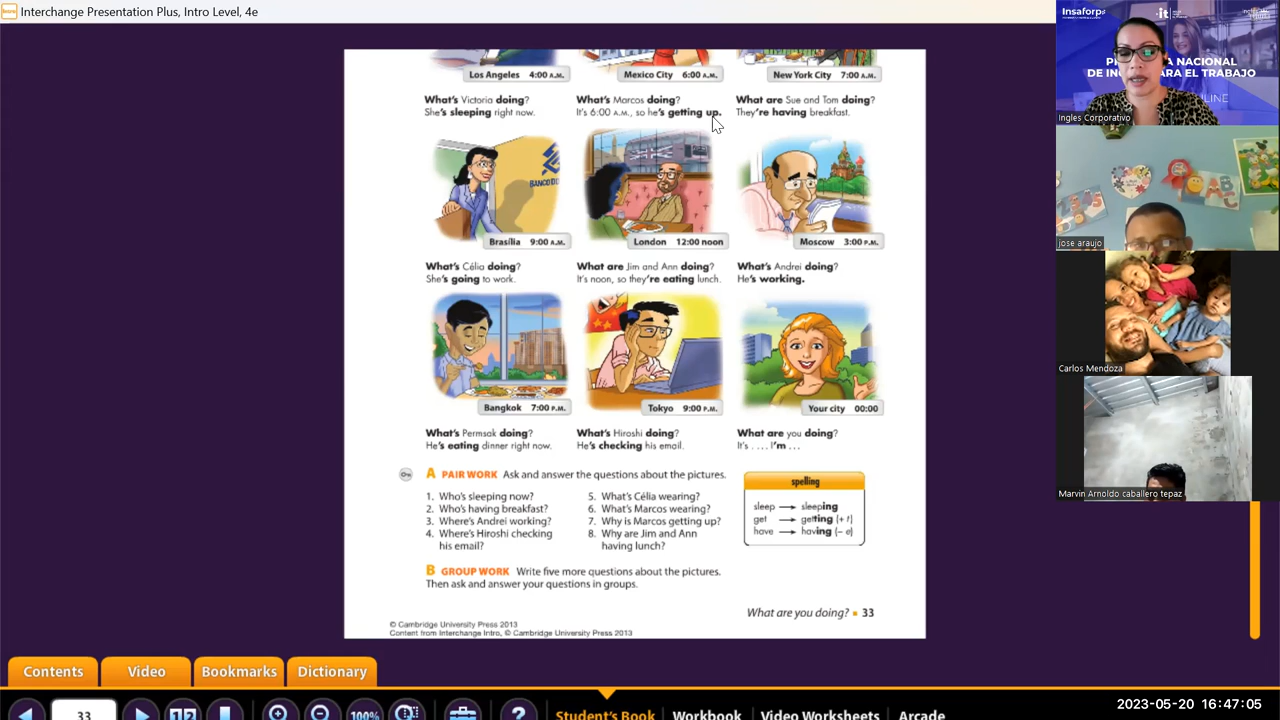 Interchange Presentation Plus, Intro Level, 4e
Los Angeles 4:00 A.M.
Mexico City 6:00 A.M.
New York City 7:00 A.M.
What's Victoria doing?
She's sleeping right now.
What's Marcos doing?
It's 6:00 A.M., so he's getting up.
What are Sue and Tom doing?
They're having breakfast.
Brasília 9:00 A.M.
London 12:00 noon
Moscow 3:00 P.M.
What's Célia doing?
She's going to work.
What are Jim and Ann doing?
It's noon, so they're eating lunch.
What's Andrei doing?
He's working.
Bangkok 7:00 P.M.
Tokyo 9:00 P.M.
Your city 00:00
What's Permsak doing?
He's eating dinner right now.
What's Hiroshi doing?
He's checking his email.
What are you doing?
It's . . . . I'm . . .
A PAIR WORK Ask and answer the questions about the pictures.
1. Who's sleeping now?
2. Who's having breakfast?
3. Where's Andrei working?
4. Where's Hiroshi checking
his email?
5. What's Célia wearing?
6. What's Marcos wearing?
7. Why is Marcos getting up?
8. Why are Jim and Ann
having lunch?
spelling
sleep → sleeping
get → getting (+ t)
have → having (− e)
B GROUP WORK Write five more questions about the pictures.
Then ask and answer your questions in groups.
What are you doing? ▪ 33
© Cambridge University Press 2013
Content from Interchange Intro, © Cambridge University Press 2013
Contents
Video
Bookmarks
Dictionary
33
100%
?
Student's Book
Workbook
Video Worksheets
Arcade
Insaforp
DE IN
ARA EL TRABAJO
NACIONAL
Ingles Corporativo
jose araujo
Carlos Mendoza
Marvin Arnoldo caballero tepaz
2023-05-20 16:47:05